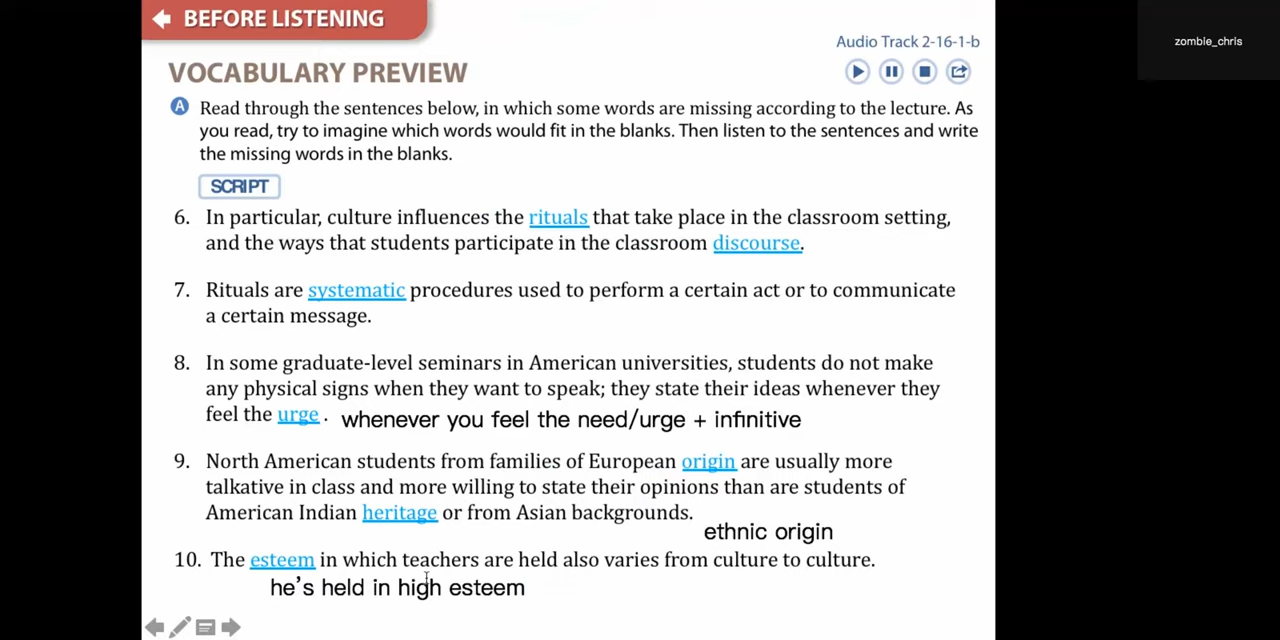 BEFORE LISTENING
zombie_chris
Audio Track 2-16-1-b
VOCABULARY PREVIEW
A Read through the sentences below, in which some words are missing according to the lecture. As
you read, try to imagine which words would fit in the blanks. Then listen to the sentences and write
the missing words in the blanks.
SCRIPT
6. In particular, culture influences the rituals that take place in the classroom setting,
and the ways that students participate in the classroom discourse.
7. Rituals are systematic procedures used to perform a certain act or to communicate
a certain message.
8. In some graduate-level seminars in American universities, students do not make
any physical signs when they want to speak; they state their ideas whenever they
feel the urge . whenever you feel the need/urge + infinitive
9. North American students from families of European origin are usually more
talkative in class and more willing to state their opinions than are students of
American Indian heritage or from Asian backgrounds.
ethnic origin
10. The esteem in which teachers are held also varies from culture to culture.
he's held in high esteem